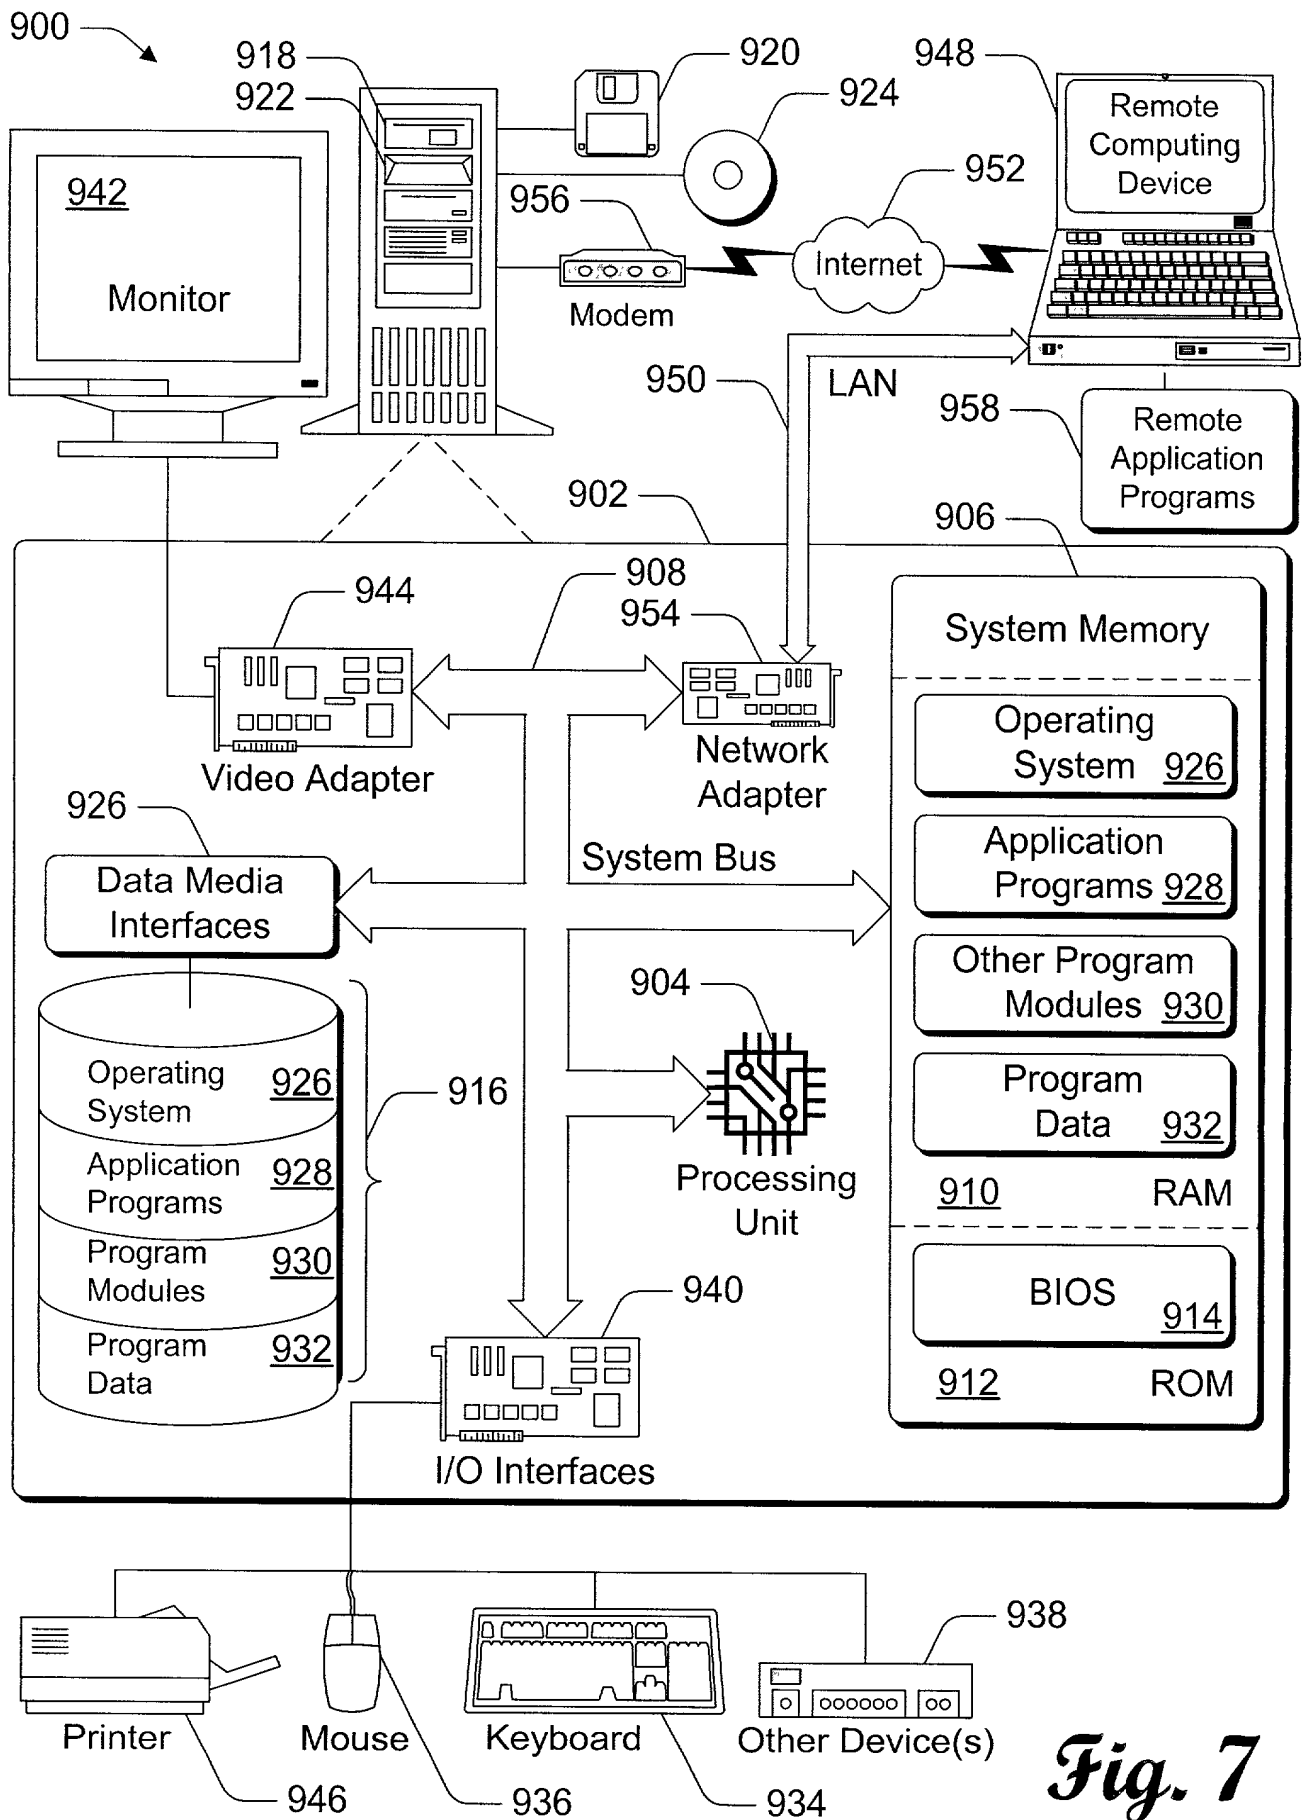 900
918
922
920
924
948
Remote
Computing
Device
942
Monitor
956
Modem
952
Internet
950
LAN
958
Remote
Application
Programs
902
906
908
944
954
Video Adapter
Network
Adapter
System Memory
Operating
System 926
Application
Programs 928
Other Program
Modules 930
Program
Data 932
910 RAM
BIOS
914
912 ROM
926
Data Media
Interfaces
System Bus
904
Processing
Unit
Operating
System 926
Application
Programs 928
Program
Modules 930
Program
Data 932
916
940
I/O Interfaces
938
Printer
Mouse
Keyboard
Other Device(s)
946
936
934
Fig. 7